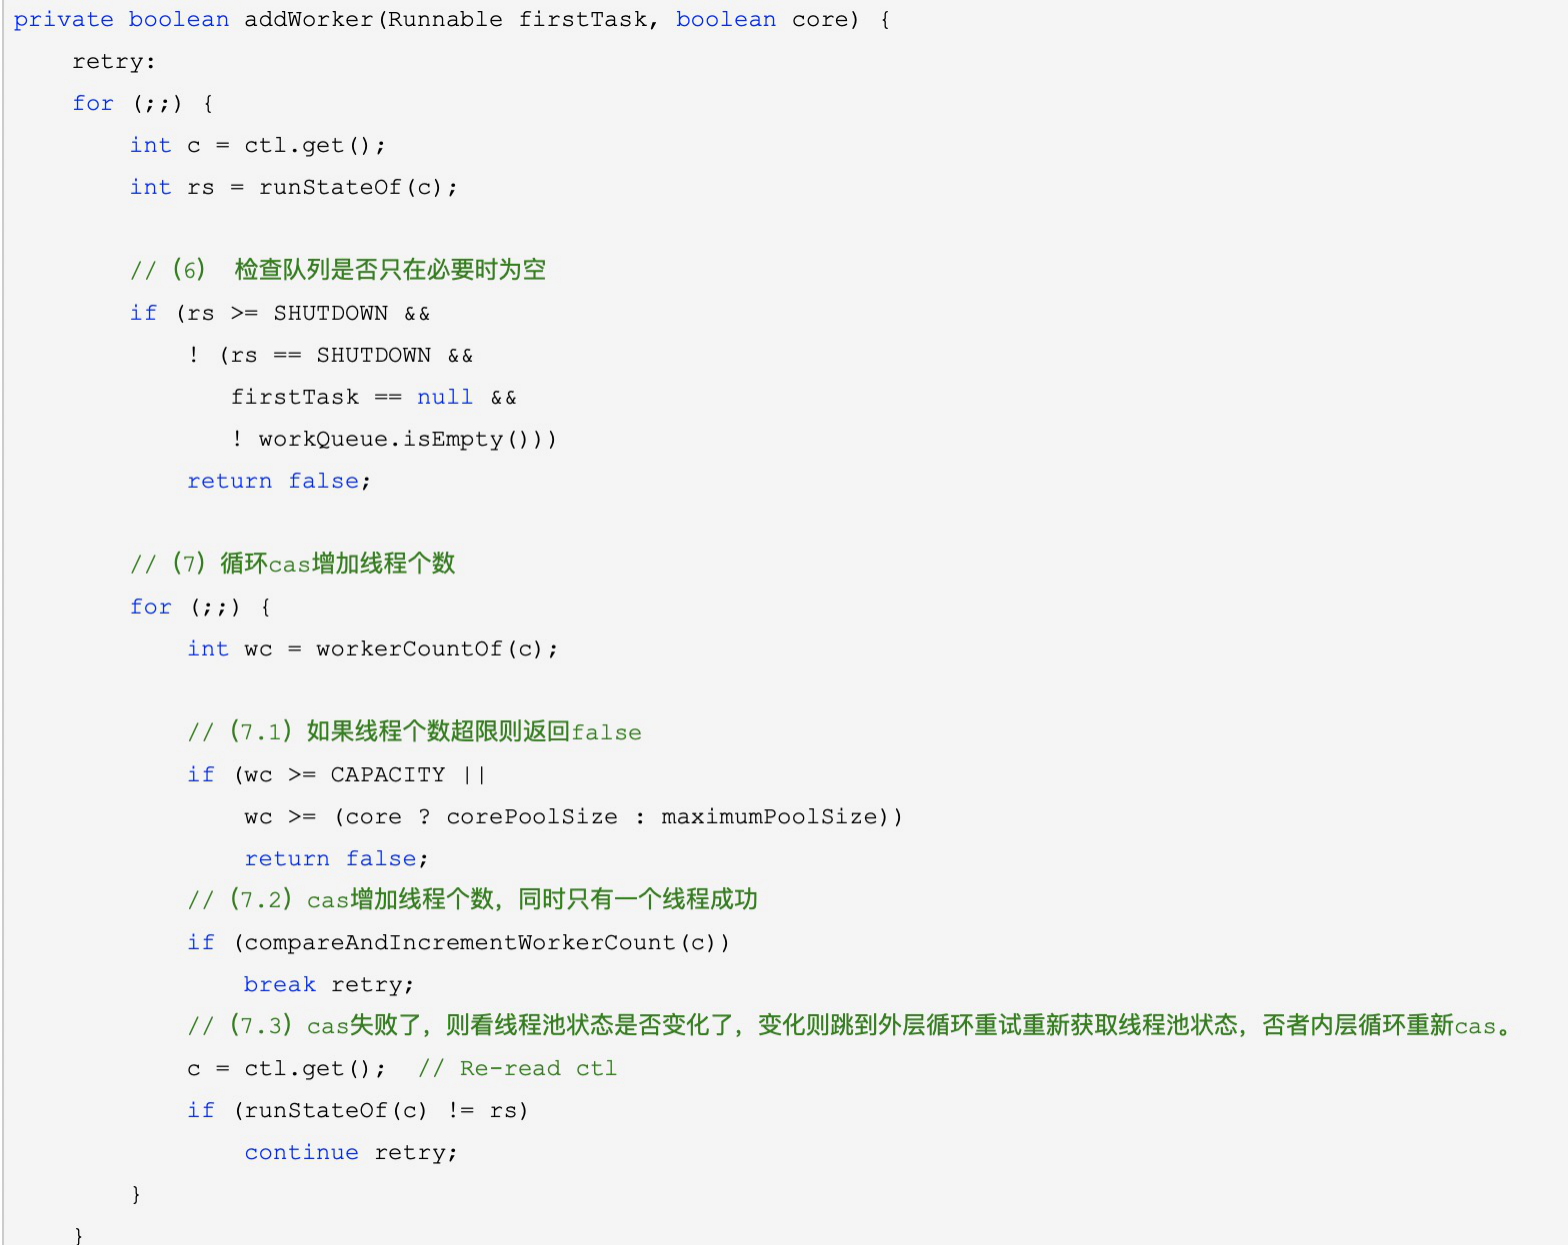 private boolean addWorker(Runnable firstTask, boolean core) {
    retry:
    for (;;) {
        int c = ctl.get();
        int rs = runStateOf(c);

        // （6） 检查队列是否只在必要时为空
        if (rs >= SHUTDOWN &&
            ! (rs == SHUTDOWN &&
               firstTask == null &&
               ! workQueue.isEmpty()))
            return false;

        // （7）循环cas增加线程个数
        for (;;) {
            int wc = workerCountOf(c);

            // （7.1）如果线程个数超限则返回false
            if (wc >= CAPACITY ||
                wc >= (core ? corePoolSize : maximumPoolSize))
                return false;
            // （7.2）cas增加线程个数，同时只有一个线程成功
            if (compareAndIncrementWorkerCount(c))
                break retry;
            // （7.3）cas失败了，则看线程池状态是否变化了，变化则跳到外层循环重试重新获取线程池状态，否者内层循环重新cas。
            c = ctl.get();  // Re-read ctl
            if (runStateOf(c) != rs)
                continue retry;
        }
    }